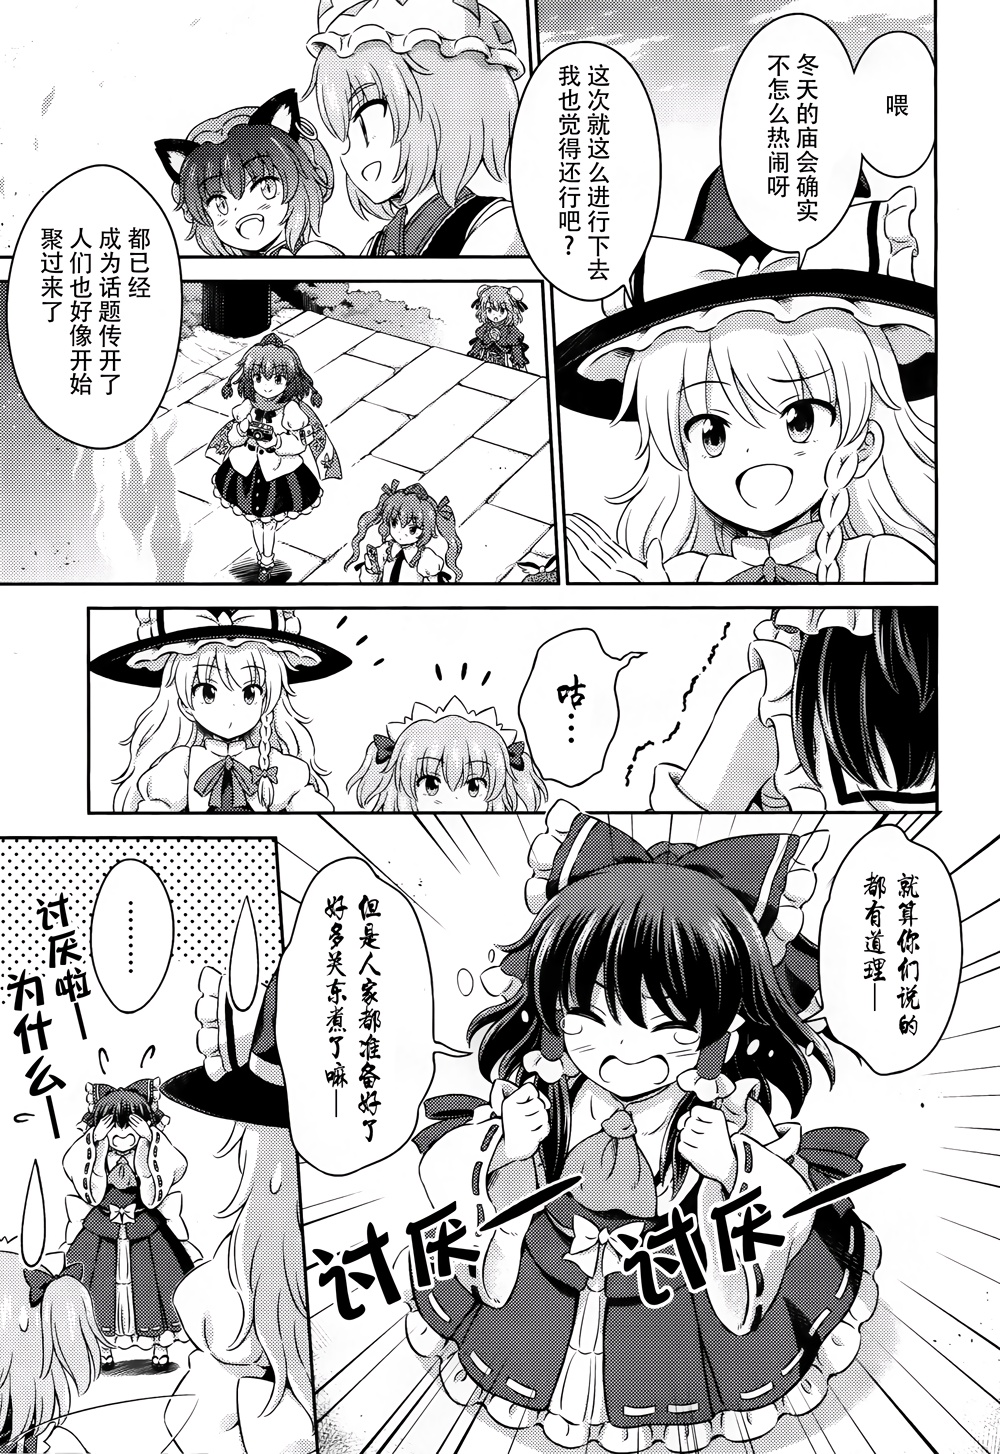 喂
冬天的庙会确实
不怎么热闹呀
这次就这么进行下去
我也觉得还行吧？
都已经
成为话题传开了
人们也好像开始
聚过来了
咕…
就算你们说的
都有道理—
但是人家都准备好了
好多关东煮了嘛—
讨厌—
讨厌—
………
讨厌啦—
为什么—